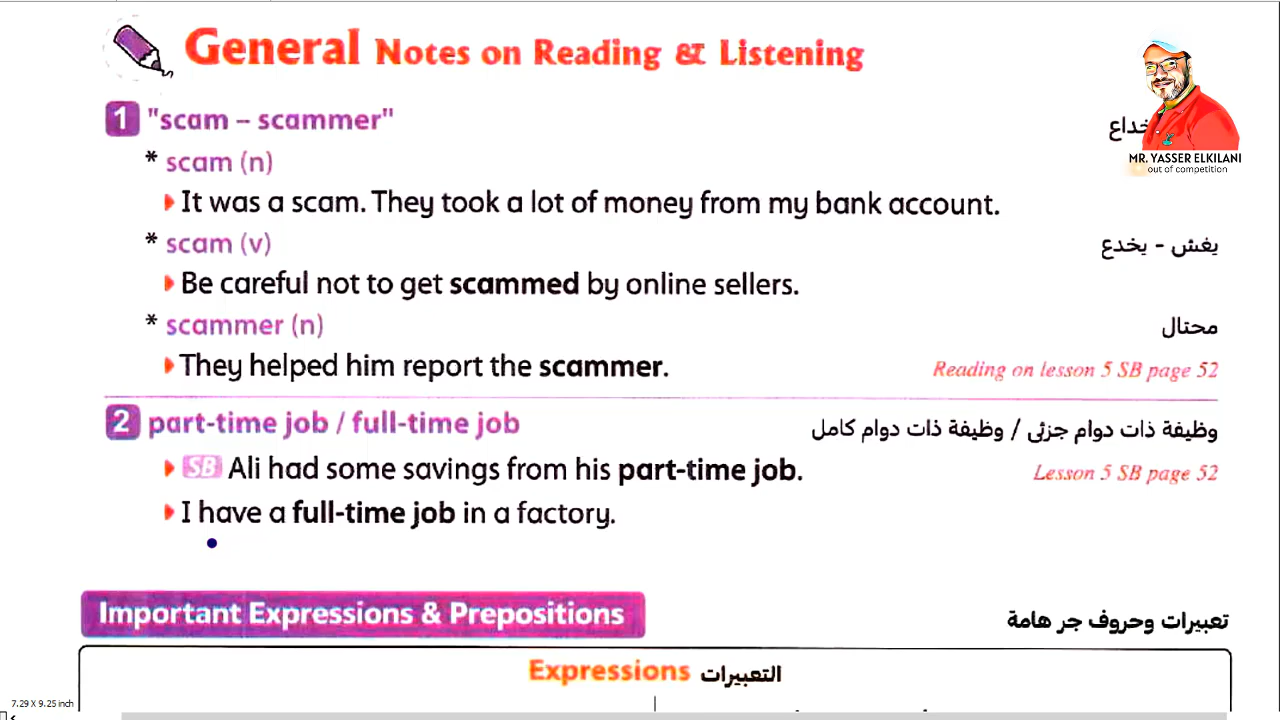 General Notes on Reading & Listening
1 "scam – scammer"
خداع
MR. YASSER ELKILANI
out of competition
* scam (n)
It was a scam. They took a lot of money from my bank account.
* scam (v) يغش - يخدع
Be careful not to get scammed by online sellers.
* scammer (n) محتال
They helped him report the scammer. Reading on lesson 5 SB page 52
2 part-time job / full-time job وظيفة ذات دوام جزئى / وظيفة ذات دوام كامل
SB Ali had some savings from his part-time job. Lesson 5 SB page 52
I have a full-time job in a factory.
Important Expressions & Prepositions تعبيرات وحروف جر هامة
Expressions التعبيرات
7.29 X 9.25 inch